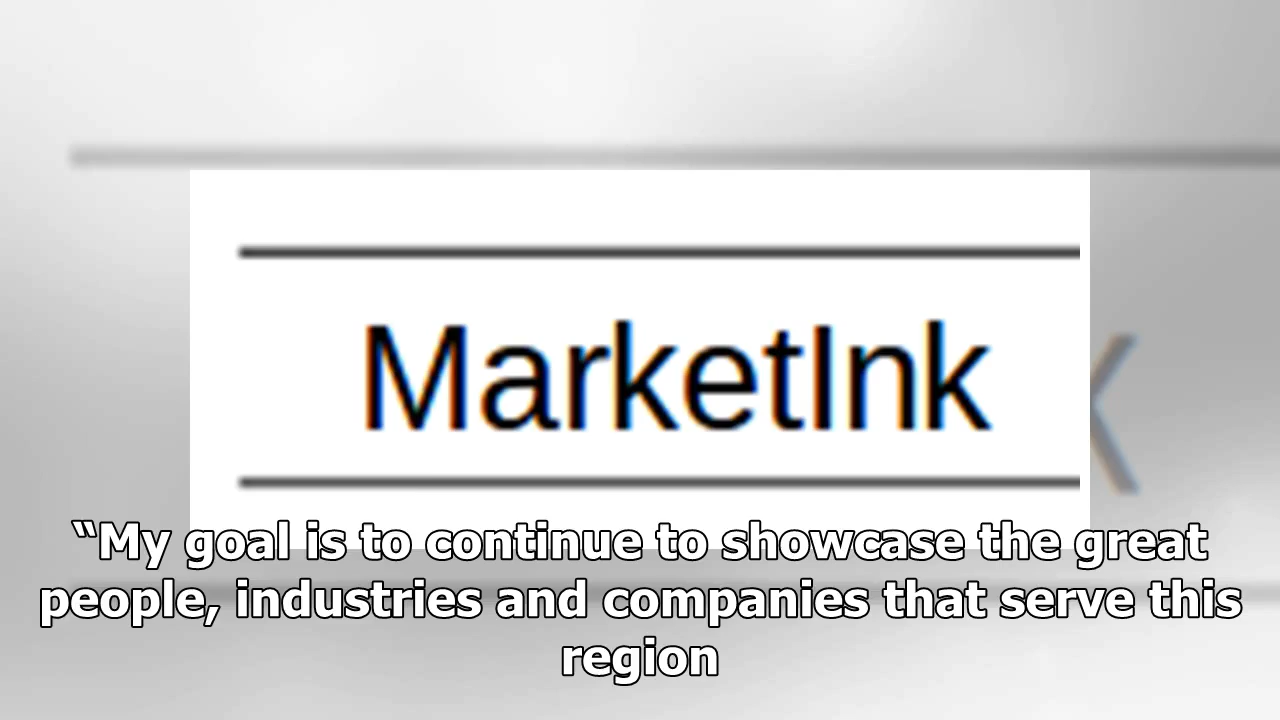 MarketInk
“My goal is to continue to showcase the great
people, industries and companies that serve this
region